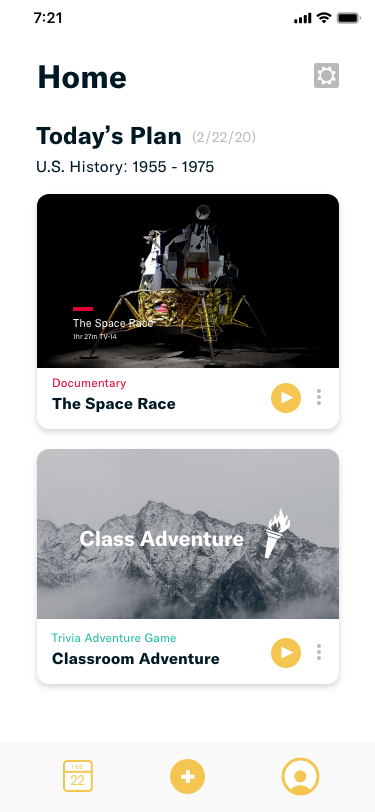 7:21
Home
Today's Plan (2/22/20)
U.S. History: 1955 - 1975
The Space Race
1hr 27m TV-14
Documentary
The Space Race
Class Adventure
Trivia Adventure Game
Classroom Adventure
FEB
22